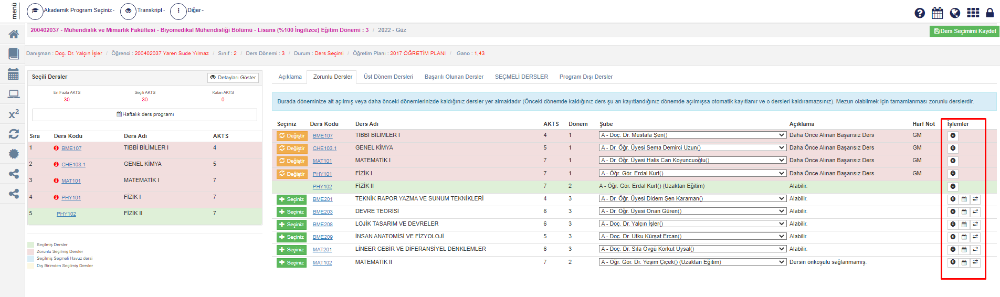 menü
Akademik Program Seçiniz -
Transkript -
Diğer -
200402037 - Mühendislik ve Mimarlık Fakültesi - Biyomedikal Mühendisliği Bölümü - Lisans (%100 İngilizce) Eğitim Dönemi : 3 / 2022 - Güz
Ders Seçimimi Kaydet
Danışman : Doç. Dr. Yalçın İşler / Öğrenci : 200402037 Yaren Sude Yılmaz / Sınıf : 2 / Ders Dönemi : 3 / Durum : Ders Seçimi / Öğretim Planı : 2017 ÖĞRETİM PLANI / Gano : 1,43
Seçili Dersler
Detayları Göster
En Fazla AKTS Seçili AKTS Kalan AKTS
30 30 0
Haftalık ders programı
Sıra Ders Kodu Ders Adı AKTS
1 BME107 TIBBİ BİLİMLER I 4
2 CHE103.1 GENEL KİMYA 5
3 MAT101 MATEMATİK I 7
4 PHY101 FİZİK I 7
5 PHY102 FİZİK II 7
Seçilmiş Dersler
Zorunlu Seçilmiş Dersler
Seçilmiş Seçmeli Havuz dersi
Dış Birimden Seçilmiş Dersler
x²
Açıklama Zorunlu Dersler Üst Dönem Dersleri Başarılı Olunan Dersler SEÇMELİ DERSLER Program Dışı Dersler
Burada döneminize ait açılmış veya daha önceki dönemlerinizde kaldığınız dersler yer almaktadır (Önceki dönemde kaldığınız ders şu an kayıtlandığınız dönemde açılmışsa otomatik kayıtlanır ve o dersleri kaldıramazsınız). Mezun olabilmek için tamamlanması zorunlu derslerdir.
Seçiniz Ders Kodu Ders Adı AKTS Dönem Şube Açıklama Harf Not İşlemler
Değiştir BME107 TIBBİ BİLİMLER I 4 1 A - Doç. Dr. Mustafa Şen() Daha Önce Alınan Başarısız Ders GM
Değiştir CHE103.1 GENEL KİMYA 5 1 A - Dr. Öğr. Üyesi Sema Demirci Uzun() Daha Önce Alınan Başarısız Ders GM
Değiştir MAT101 MATEMATİK I 7 1 A - Dr. Öğr. Üyesi Halis Can Koyuncuoğlu() Daha Önce Alınan Başarısız Ders GM
Değiştir PHY101 FİZİK I 7 1 A - Öğr. Gör. Erdal Kurt() Daha Önce Alınan Başarısız Ders GM
PHY102 FİZİK II 7 2 A - Öğr. Gör. Erdal Kurt() (Uzaktan Eğitim) Alabilir.
Seçiniz BME201 TEKNİK RAPOR YAZMA VE SUNUM TEKNİKLERİ 4 3 A - Dr. Öğr. Üyesi Didem Şen Karaman() Alabilir.
Seçiniz BME203 DEVRE TEORİSİ 6 3 A - Dr. Öğr. Üyesi Onan Güren() Alabilir.
Seçiniz BME208 LOJİK TASARIM VE DEVRELER 6 3 A - Doç. Dr. Yalçın İşler() Alabilir.
Seçiniz BME209 İNSAN ANATOMİSİ VE FİZYOLOJİ 5 3 A - Doç. Dr. Utku Kürşat Ercan() Alabilir.
Seçiniz MAT201 LİNEER CEBİR VE DİFERANSİYEL DENKLEMLER 6 3 A - Doç. Dr. Sıla Övgü Korkut Uysal() Alabilir.
Seçiniz MAT102 MATEMATİK II 7 2 A - Öğr. Gör. Dr. Yeşim Çiçek() (Uzaktan Eğitim) Dersin önkoşulu sağlanmamış.